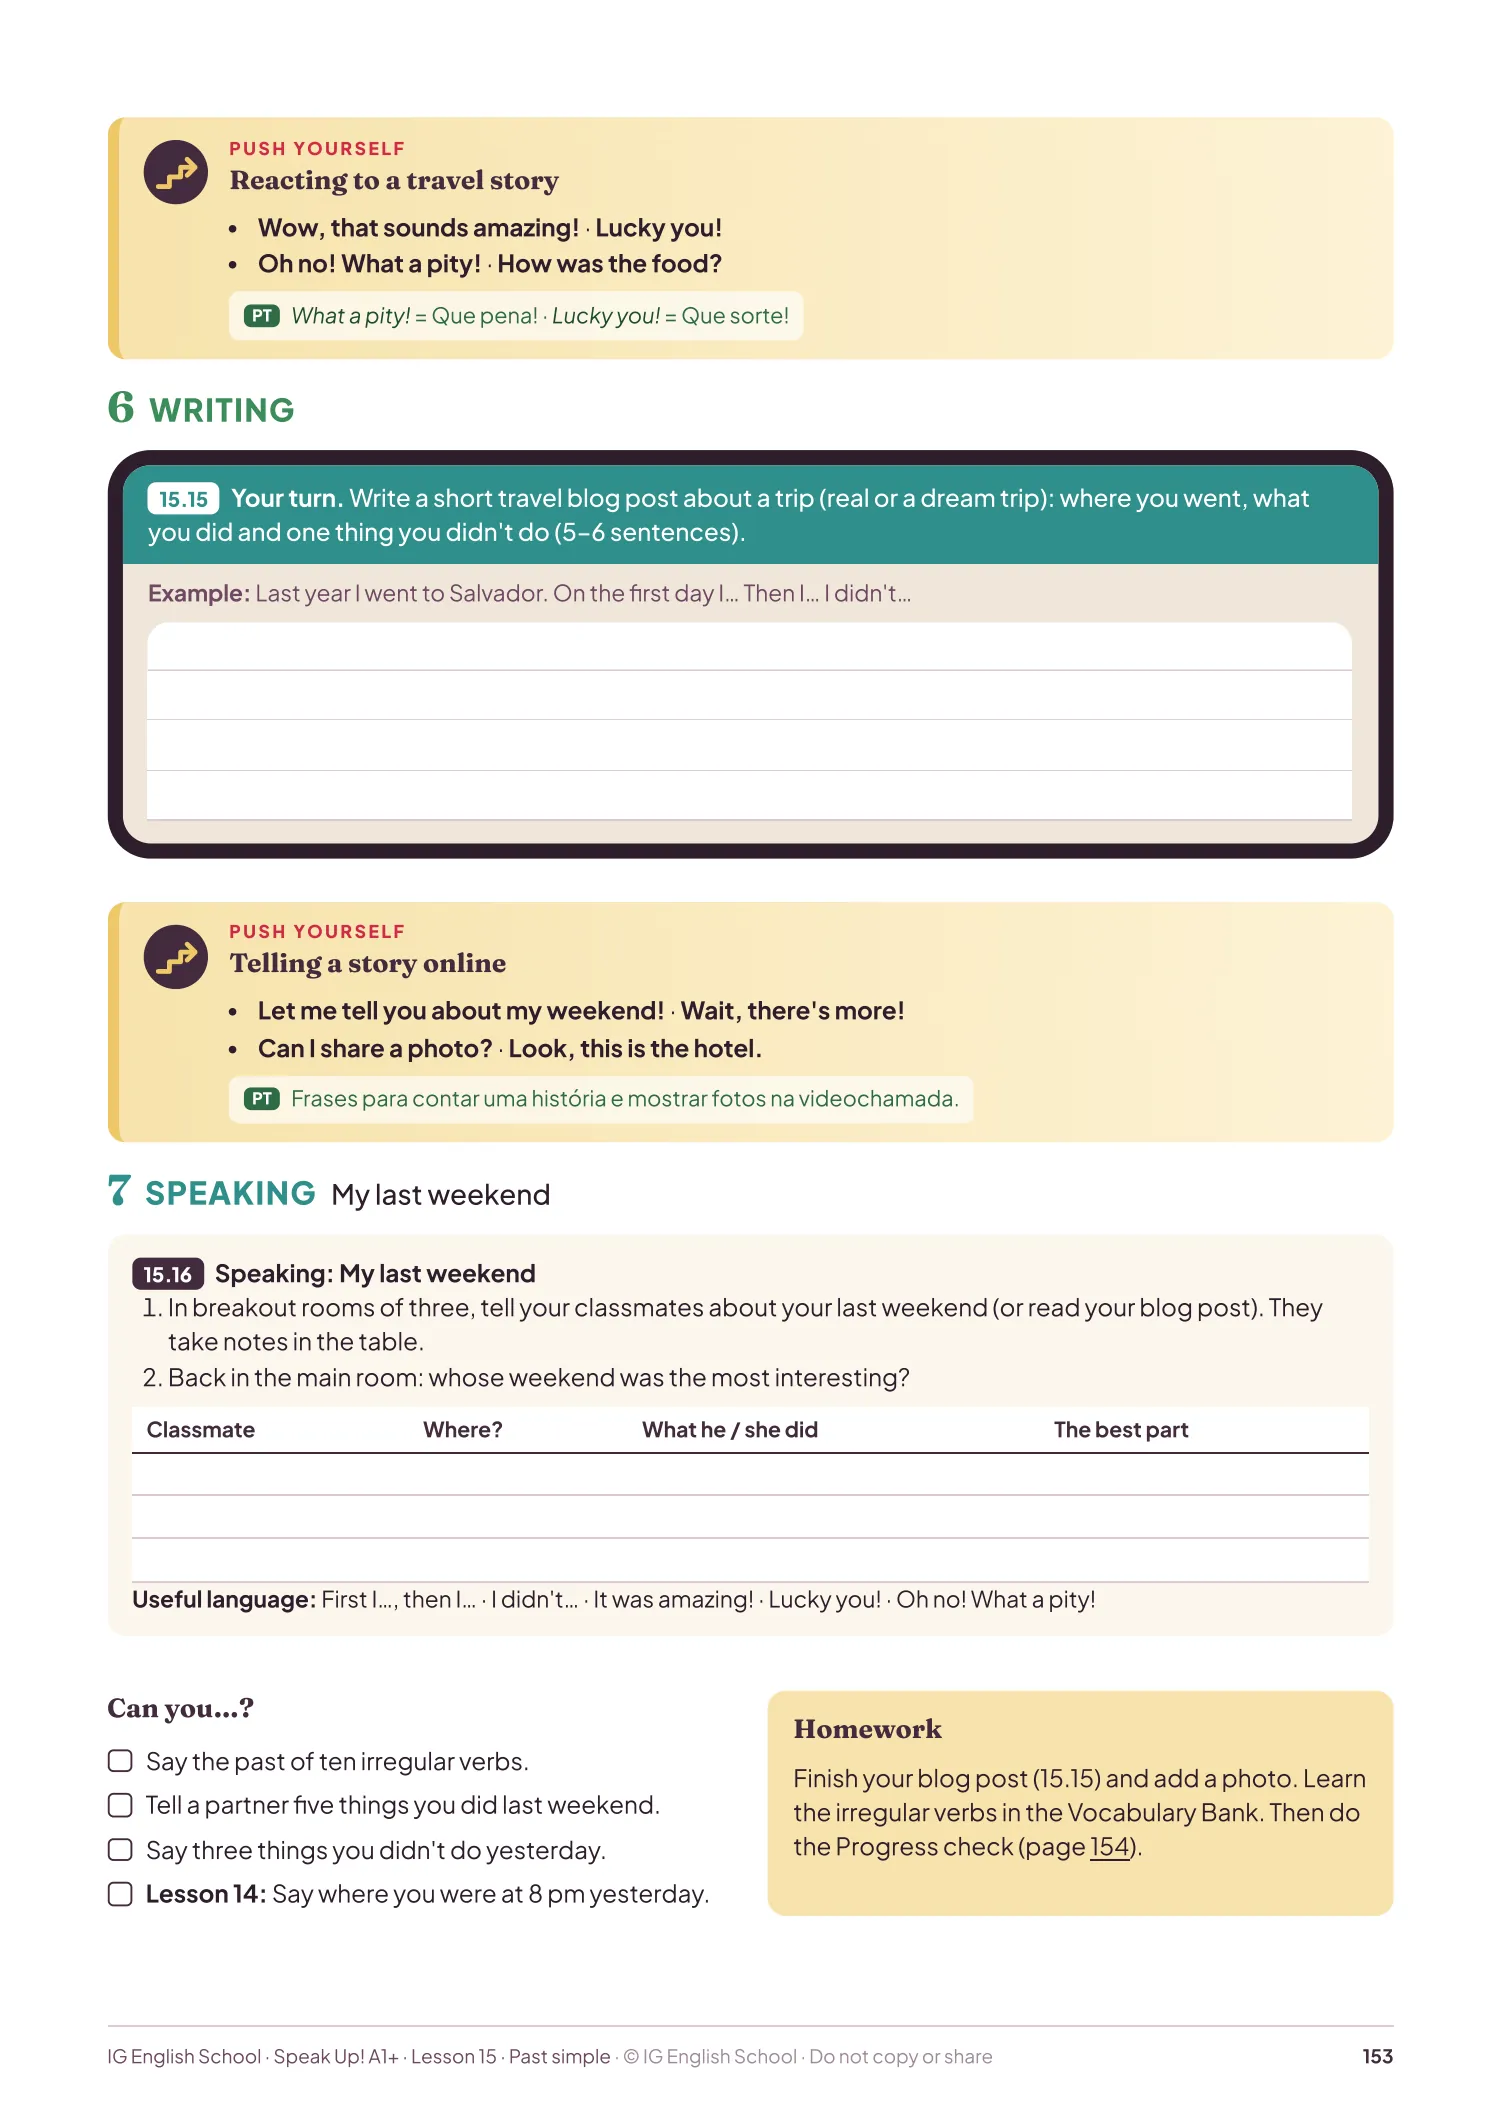 PUSH YOURSELF
Reacting to a travel story
• Wow, that sounds amazing! · Lucky you!
• Oh no! What a pity! · How was the food?
PT What a pity! = Que pena! · Lucky you! = Que sorte!
6 WRITING
15.15 Your turn. Write a short travel blog post about a trip (real or a dream trip): where you went, what
you did and one thing you didn't do (5–6 sentences).
Example: Last year I went to Salvador. On the first day I… Then I… I didn't…
PUSH YOURSELF
Telling a story online
• Let me tell you about my weekend! · Wait, there's more!
• Can I share a photo? · Look, this is the hotel.
PT Frases para contar uma história e mostrar fotos na videochamada.
7 SPEAKING My last weekend
15.16 Speaking: My last weekend
1. In breakout rooms of three, tell your classmates about your last weekend (or read your blog post). They
take notes in the table.
2. Back in the main room: whose weekend was the most interesting?
Classmate Where? What he / she did The best part
Useful language: First I…, then I… · I didn't… · It was amazing! · Lucky you! · Oh no! What a pity!
Can you…?
Say the past of ten irregular verbs.
Tell a partner five things you did last weekend.
Say three things you didn't do yesterday.
Lesson 14: Say where you were at 8 pm yesterday.
Homework
Finish your blog post (15.15) and add a photo. Learn
the irregular verbs in the Vocabulary Bank. Then do
the Progress check (page 154).
IG English School · Speak Up! A1+ · Lesson 15 · Past simple · © IG English School · Do not copy or share 153